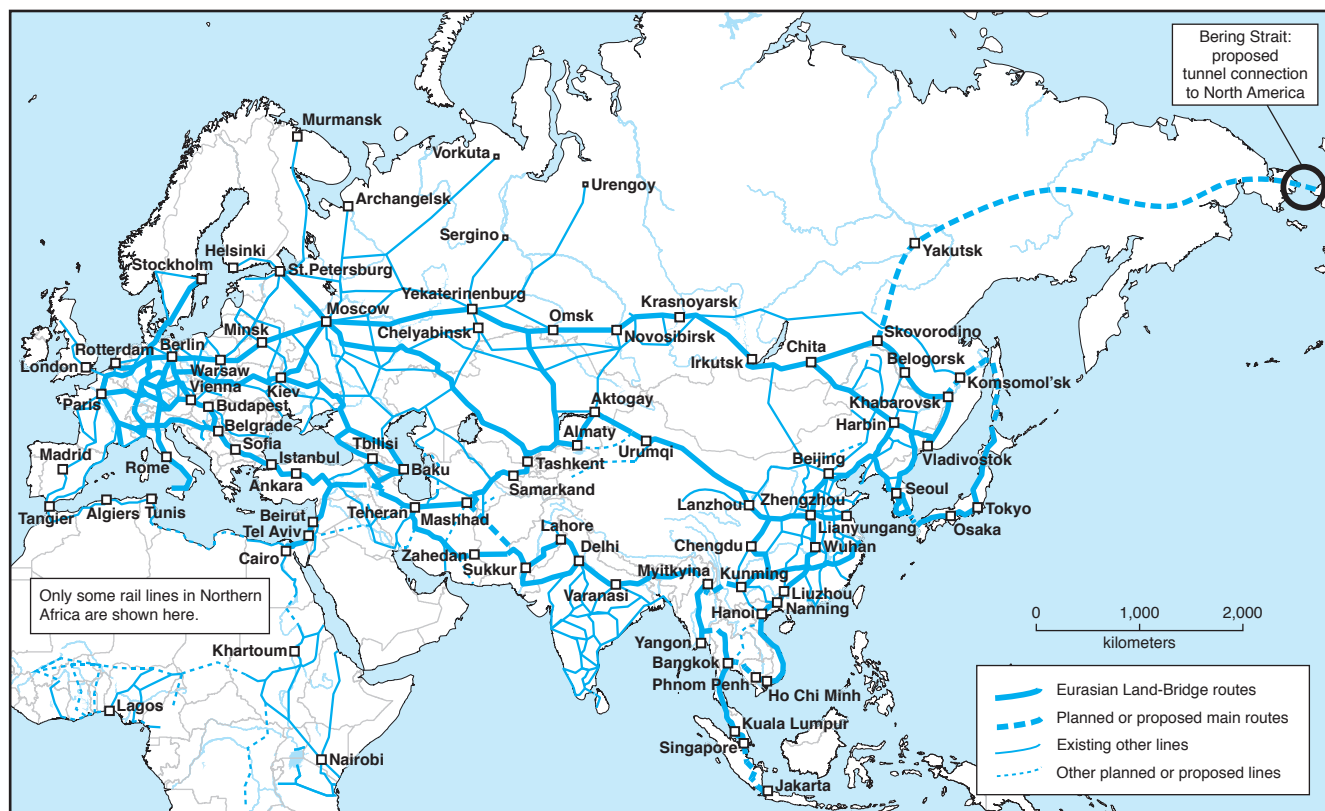 Bering Strait:
proposed
tunnel connection
to North America
Murmansk
Vorkuta
Urengoy
Archangelsk
Sergino
Yakutsk
Helsinki
Stockholm
St.Petersburg
Yekaterinenburg
Krasnoyarsk
Moscow
Omsk
Skovorodino
Minsk
Chelyabinsk
Novosibirsk
Chita
Berlin
Rotterdam
Belogorsk
London
Warsaw
Irkutsk
Komsomol'sk
Vienna
Kiev
Paris
Budapest
Aktogay
Khabarovsk
Belgrade
Harbin
Sofia
Tbilisi
Almaty
Madrid
Istanbul
Urumqi
Beijing
Vladivostok
Rome
Baku
Tashkent
Ankara
Samarkand
Seoul
Lanzhou
Zhengzhou
Tangier
Algiers
Tunis
Beirut
Teheran
Mashhad
Tokyo
Lianyungang
Osaka
Tel Aviv
Lahore
Cairo
Zahedan
Delhi
Chengdu
Wuhan
Sukkur
Myitkyina
Kunming
Varanasi
Liuzhou
Nanning
Hanoi
Only some rail lines in Northern
Africa are shown here.
0 1,000 2,000
kilometers
Khartoum
Yangon
Bangkok
Phnom Penh
Ho Chi Minh
Lagos
Kuala Lumpur
Singapore
Nairobi
Jakarta
Eurasian Land-Bridge routes
Planned or proposed main routes
Existing other lines
Other planned or proposed lines